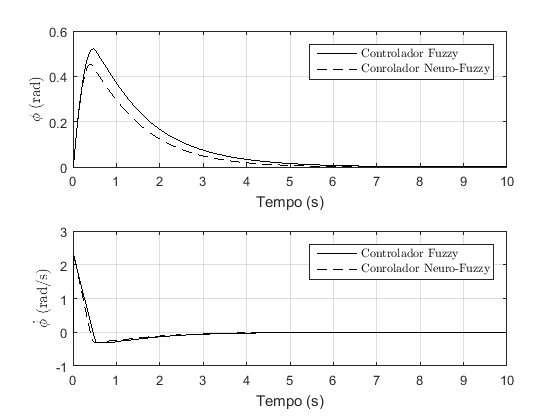 0.6
Controlador Fuzzy
Conrolador Neuro-Fuzzy
0.4
ϕ (rad)
0.2
0
0 1 2 3 4 5 6 7 8 9 10
Tempo (s)
3
Controlador Fuzzy
Conrolador Neuro-Fuzzy
2
1
ϕ̇ (rad/s)
0
-1
0 1 2 3 4 5 6 7 8 9 10
Tempo (s)